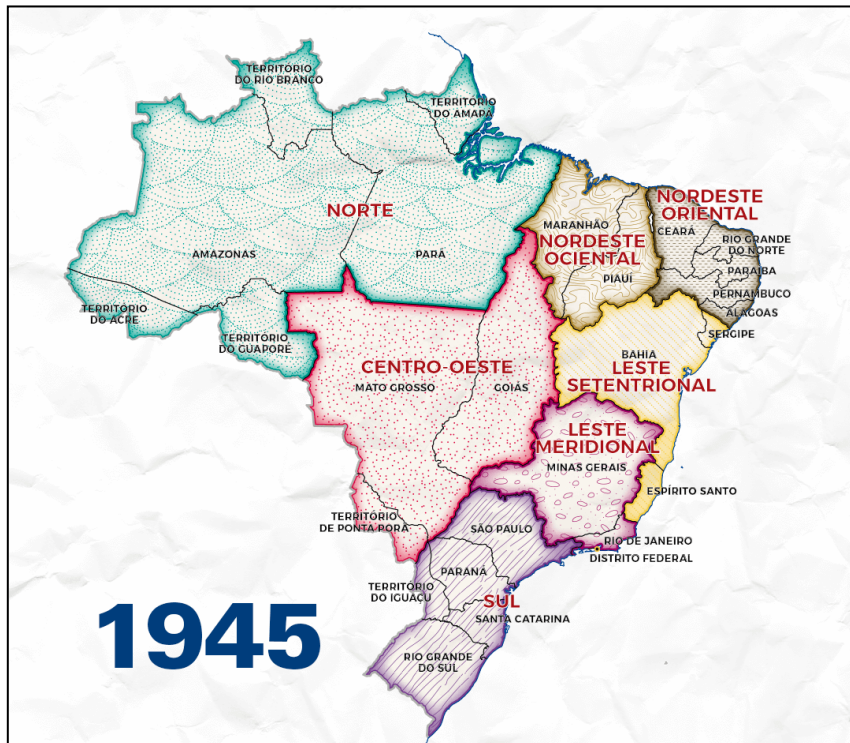 TERRITÓRIO
DO RIO BRANCO
TERRITÓRIO
DO AMAPÁ
NORTE
AMAZONAS
PARÁ
TERRITÓRIO
DO ACRE
TERRITÓRIO
DO GUAPORÉ
MARANHÃO
NORDESTE
OCIENTAL
PIAUÍ
NORDESTE
ORIENTAL
CEARÁ
RIO GRANDE
DO NORTE
PARAÍBA
PERNAMBUCO
ALAGOAS
SERGIPE
BAHIA
LESTE
SETENTRIONAL
CENTRO-OESTE
MATO GROSSO
GOIÁS
LESTE
MERIDIONAL
MINAS GERAIS
ESPÍRITO SANTO
RIO DE JANEIRO
DISTRITO FEDERAL
TERRITÓRIO
DE PONTA PORÃ
SÃO PAULO
PARANÁ
TERRITÓRIO
DO IGUAÇU
SUL
SANTA CATARINA
RIO GRANDE
DO SUL
1945